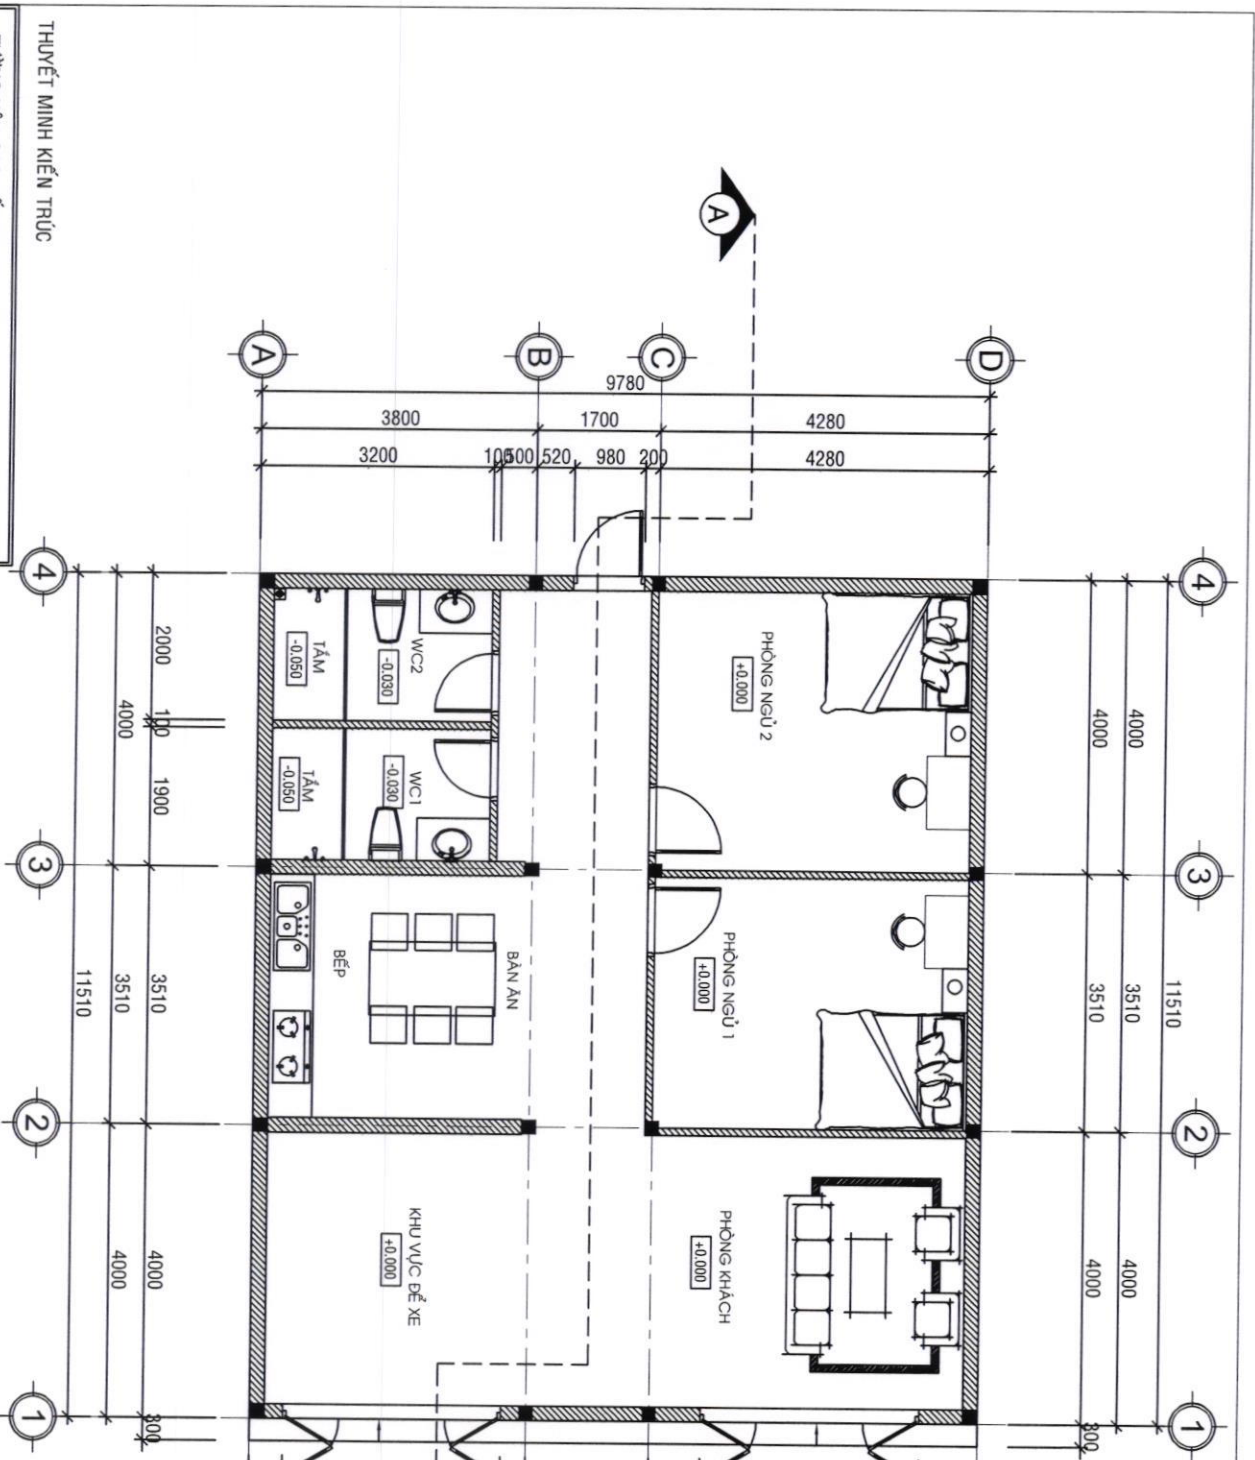 THUYẾT MINH KIẾN TRÚC
A
A
B
C
D
9780
3800
1700
4280
3200
100
600
520
980
200
4280
4
4
3
3
2
2
1
1
2000
100
1900
3510
4000
300
4000
3510
4000
11510
4000
3510
4000
300
4000
3510
4000
11510
WC2
-0.030
TẮM
-0.050
WC1
-0.030
TẮM
-0.050
PHÒNG NGỦ 2
+0.000
PHÒNG NGỦ 1
+0.000
BÀN ĂN
BẾP
PHÒNG KHÁCH
+0.000
KHU VỰC ĐỂ XE
+0.000